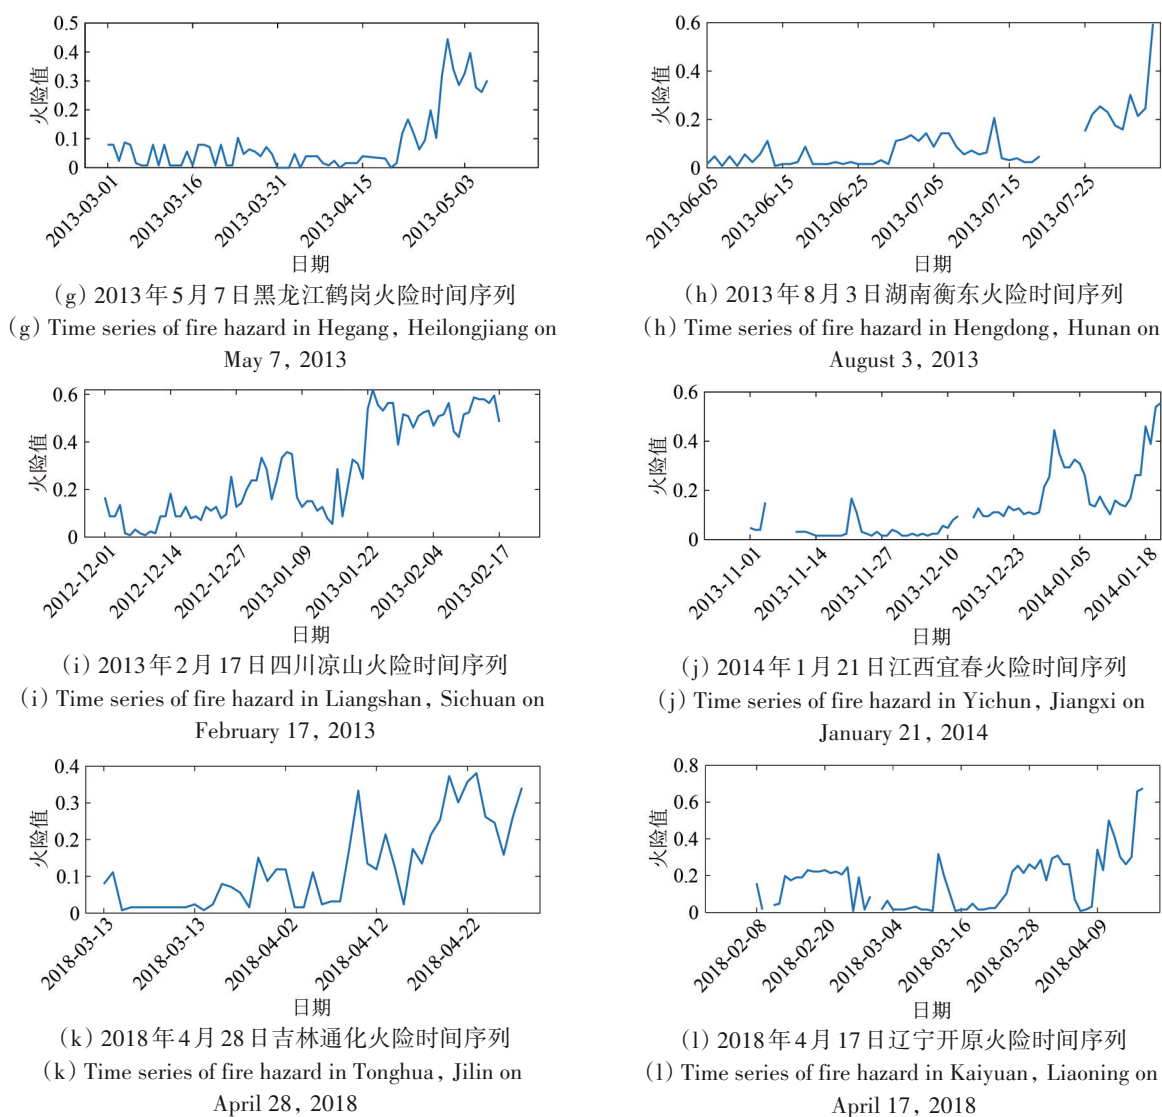 0.5
0.4
0.3
0.2
0.1
0
火险值
2013-03-01
2013-03-16
2013-03-31
2013-04-15
2013-05-03
日期
(g) 2013年5月7日黑龙江鹤岗火险时间序列
(g) Time series of fire hazard in Hegang, Heilongjiang on
May 7, 2013
0.6
0.4
0.2
0
火险值
2013-06-05
2013-06-15
2013-06-25
2013-07-05
2013-07-15
2013-07-25
日期
(h) 2013年8月3日湖南衡东火险时间序列
(h) Time series of fire hazard in Hengdong, Hunan on
August 3, 2013
0.6
0.4
0.2
0
火险值
2012-12-01
2012-12-14
2012-12-27
2013-01-09
2013-01-22
2013-02-04
2013-02-17
日期
(i) 2013年2月17日四川凉山火险时间序列
(i) Time series of fire hazard in Liangshan, Sichuan on
February 17, 2013
0.6
0.4
0.2
0
火险值
2013-11-01
2013-11-14
2013-11-27
2013-12-10
2013-12-23
2014-01-05
2014-01-18
日期
(j) 2014年1月21日江西宜春火险时间序列
(j) Time series of fire hazard in Yichun, Jiangxi on
January 21, 2014
0.4
0.3
0.2
0.1
0
火险值
2018-03-13
2018-03-13
2018-04-02
2018-04-12
2018-04-22
日期
(k) 2018年4月28日吉林通化火险时间序列
(k) Time series of fire hazard in Tonghua, Jilin on
April 28, 2018
0.8
0.6
0.4
0.2
0
火险值
2018-02-08
2018-02-20
2018-03-04
2018-03-16
2018-03-28
2018-04-09
日期
(l) 2018年4月17日辽宁开原火险时间序列
(l) Time series of fire hazard in Kaiyuan, Liaoning on
April 17, 2018